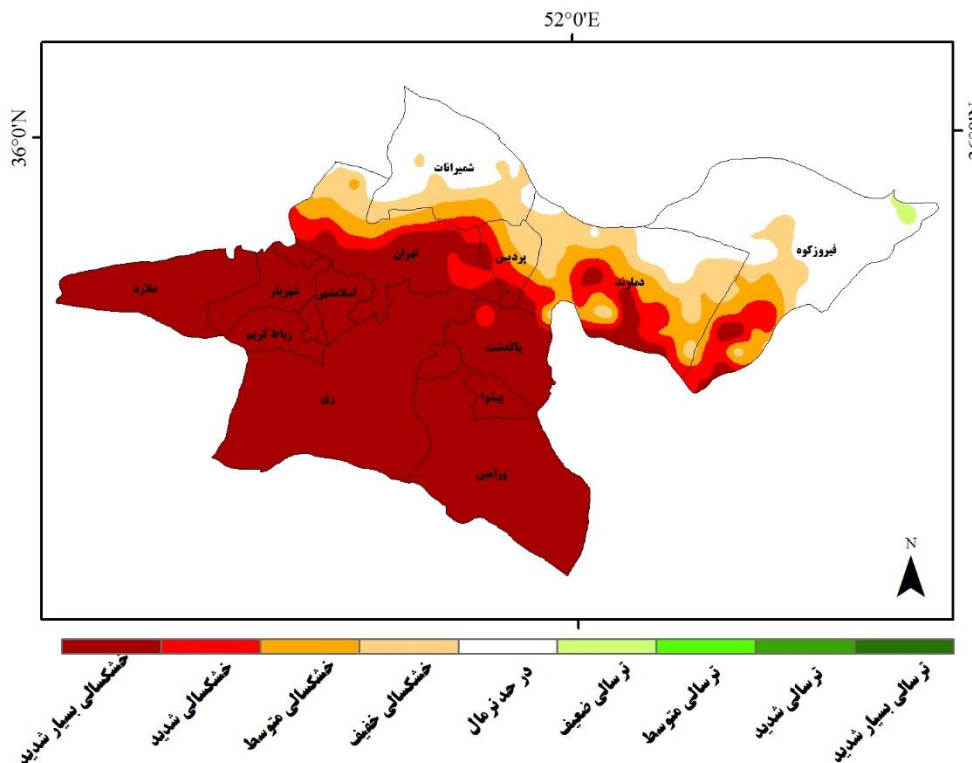 52°0'E
36°0'N
شمیرانات
فیروزکوه
تهران
پردیس
دماوند
ملارد
شهریار
اسلامشهر
رباط کریم
پاکدشت
ری
پیشوا
ورامین
N
خشکسالی بسیار شدید
خشکسالی شدید
خشکسالی متوسط
خشکسالی خفیف
در حد نرمال
ترسالی ضعیف
ترسالی متوسط
ترسالی شدید
ترسالی بسیار شدید